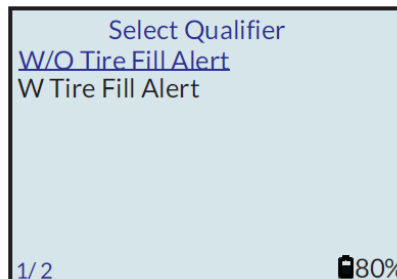 Select Qualifier
W/O Tire Fill Alert
W Tire Fill Alert
1/2
80%